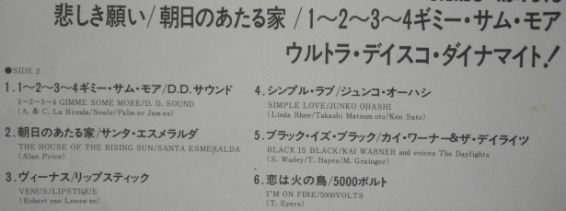 悲しき願い/朝日のあたる家/1~2~3~4ギミー・サム・モア
ウルトラ・デイスコ・ダイナマイト!
●SIDE 2
1.1~2~3~4ギミー・サム・モア/D.D.サウンド
1~2~3~4 GIMME SOME MORE/D. D. SOUND
(A. & C. La Bionda/Neale/Palmer James)
2.朝日のあたる家/サンタ・エスメラルダ
THE HOUSE OF THE RISING SUN/SANTA ESMERALDA
(Alan Price)
3.ヴィーナス/リップスティック
VENUS/LIPSTIQUE
(Robert van Leeuwen)
4.シンプル・ラブ/ジュンコ・オーハシ
SIMPLE LOVE/JUNKO OHASHI
(Linda Rhee/Takashi Matsumoto/Ken Sato)
5.ブラック・イズ・ブラック/カイ・ワーナー&ザ・デイライツ
BLACK IS BLACK/KAI WARNER and voices The Daylights
(S. Wadey/T. Hayes/M. Grainger)
6.恋は火の鳥/5000ボルト
I'M ON FIRE/5000VOLTS
(T. Eyers)